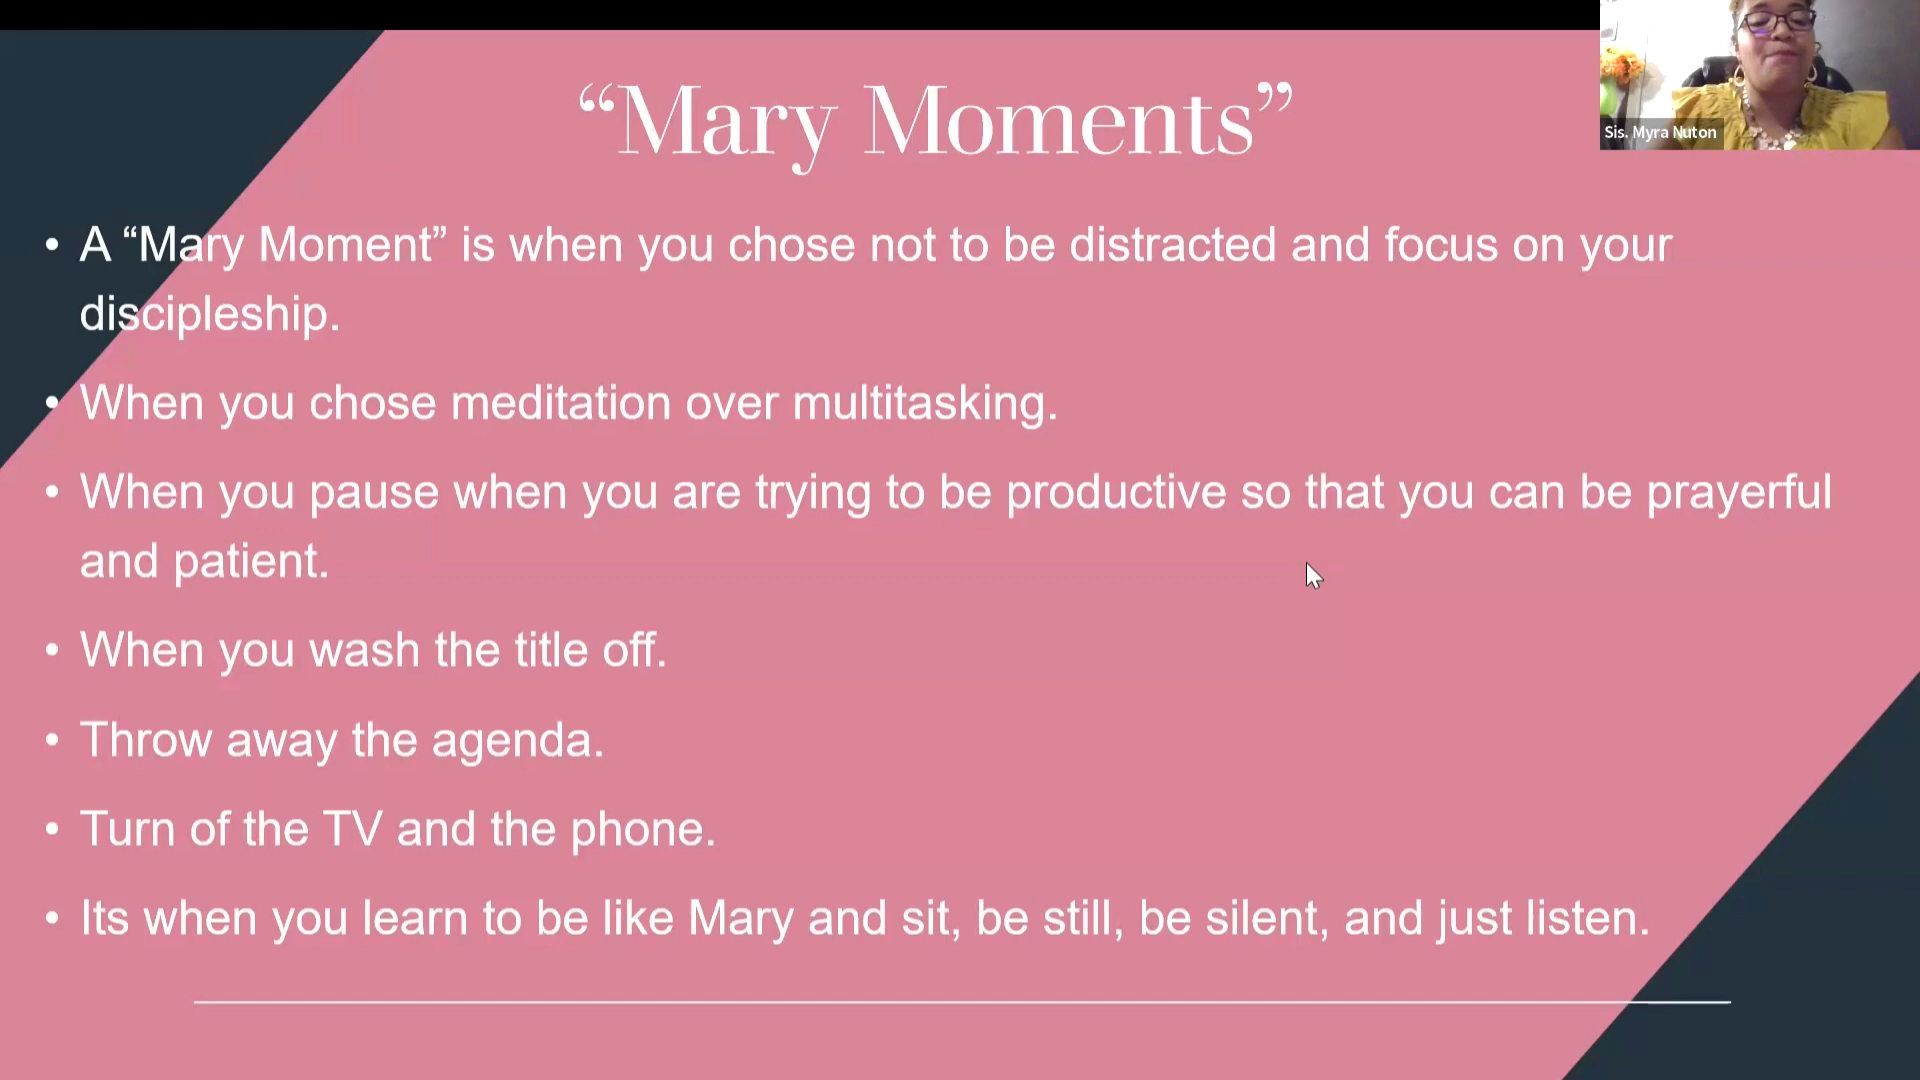 “Mary Moments”
Sis. Myra Nuton
• A “Mary Moment” is when you chose not to be distracted and focus on your
discipleship.
• When you chose meditation over multitasking.
• When you pause when you are trying to be productive so that you can be prayerful
and patient.
• When you wash the title off.
• Throw away the agenda.
• Turn of the TV and the phone.
• Its when you learn to be like Mary and sit, be still, be silent, and just listen.